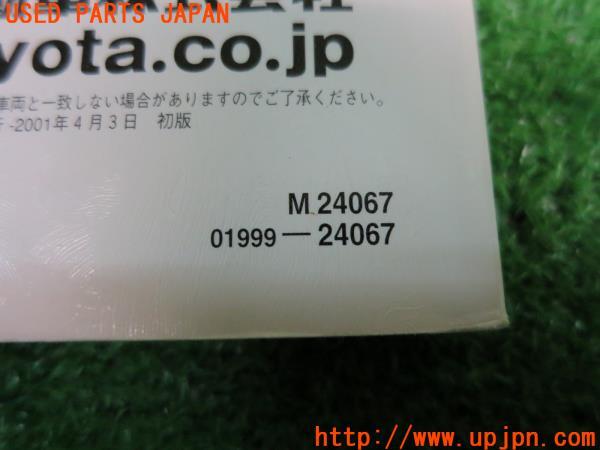 USED PARTS JAPAN
yota.co.jp
車両と一致しない場合がありますのでご了承ください。
-2001年4月3日 初版
M 24067
01999―24067
UPJ
http://www.upjpn.com/